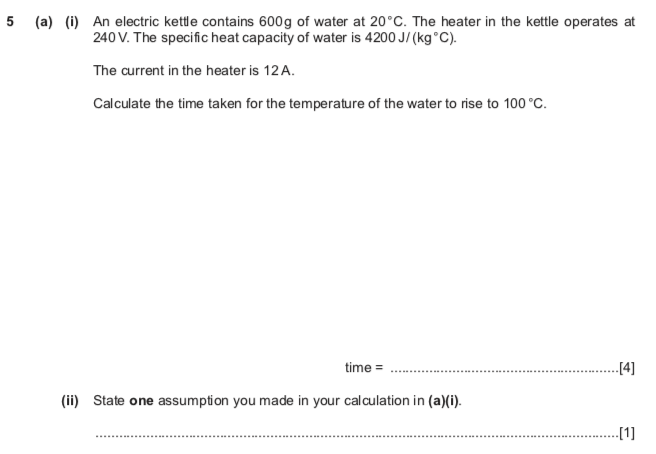 5 (a) (i) An electric kettle contains 600g of water at 20°C. The heater in the kettle operates at
240V. The specific heat capacity of water is 4200J/(kg°C).
The current in the heater is 12A.
Calculate the time taken for the temperature of the water to rise to 100°C.
time = ..........................................................[4]
(ii) State one assumption you made in your calculation in (a)(i).
..............................................................................................................................[1]